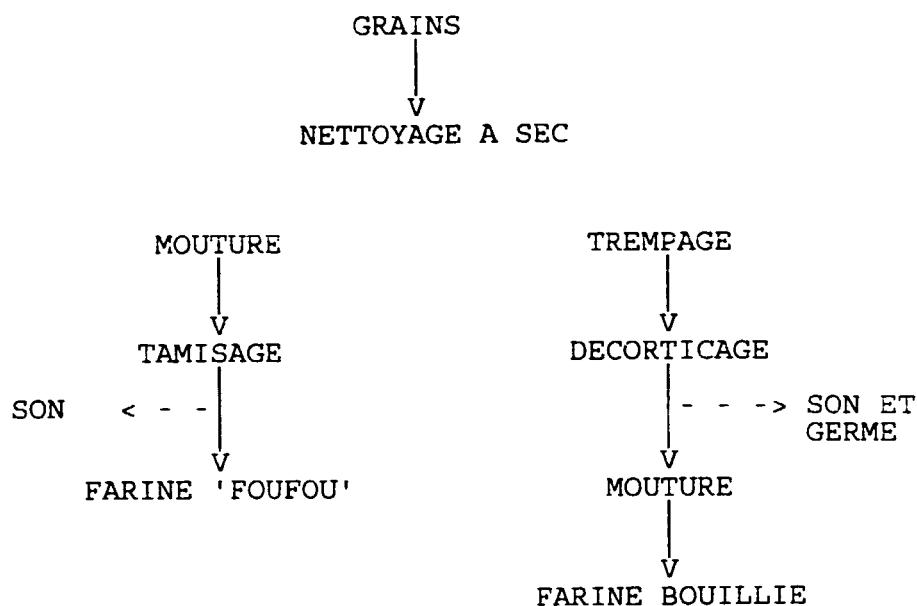 GRAINS
NETTOYAGE A SEC
MOUTURE
TAMISAGE
SON
FARINE 'FOUFOU'
TREMPAGE
DECORTICAGE
SON ET
GERME
MOUTURE
FARINE BOUILLIE